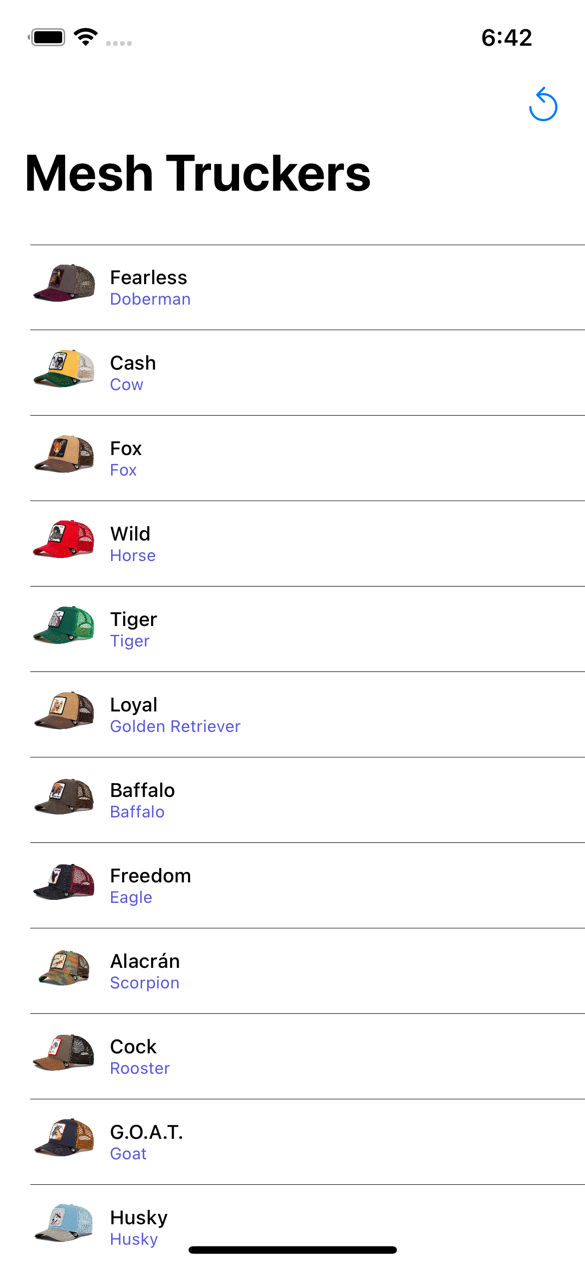 6:42
Mesh Truckers
Fearless
Doberman
Cash
Cow
Fox
Fox
Wild
Horse
Tiger
Tiger
Loyal
Golden Retriever
Baffalo
Baffalo
Freedom
Eagle
Alacrán
Scorpion
Cock
Rooster
G.O.A.T.
Goat
Husky
Husky